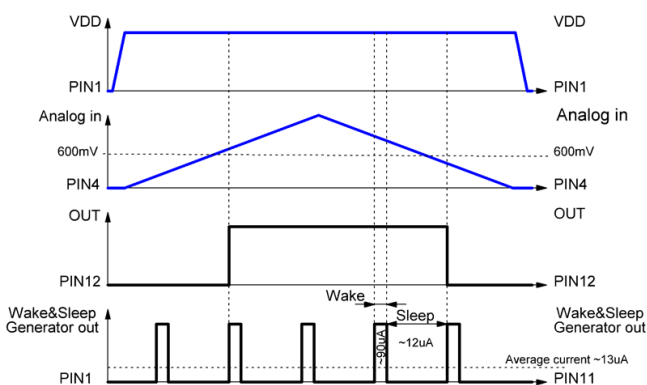 VDD
VDD
PIN1
PIN1
Analog in
Analog in
600mV
600mV
PIN4
PIN4
OUT
OUT
PIN12
PIN12
Wake
Wake&Sleep
Generator out
Sleep
Wake&Sleep
Generator out
~90uA
~12uA
Average current ~13uA
PIN1
PIN11